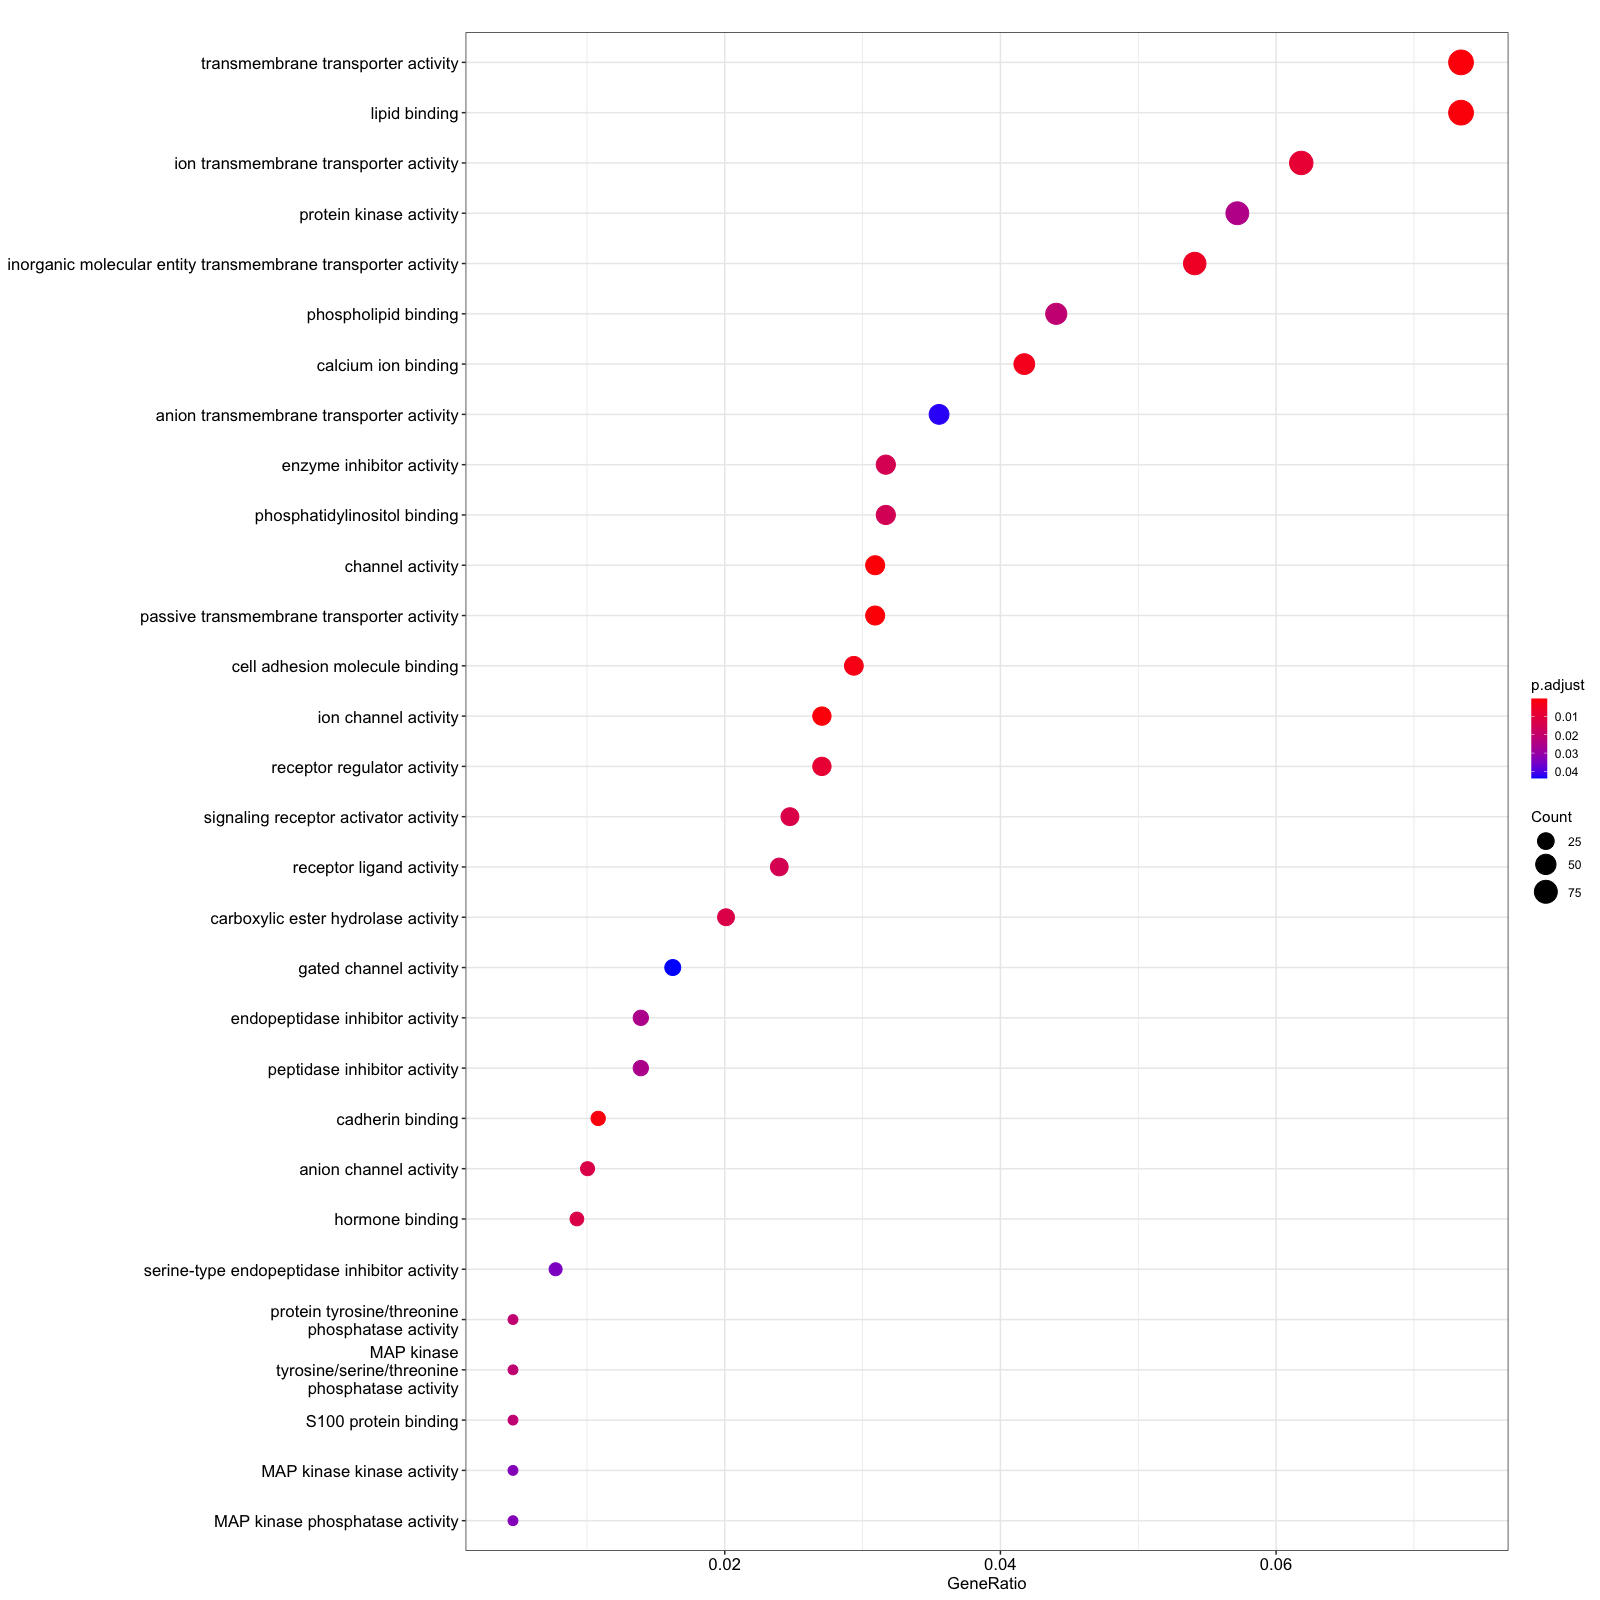 transmembrane transporter activity
lipid binding
ion transmembrane transporter activity
protein kinase activity
inorganic molecular entity transmembrane transporter activity
phospholipid binding
calcium ion binding
anion transmembrane transporter activity
enzyme inhibitor activity
phosphatidylinositol binding
channel activity
passive transmembrane transporter activity
cell adhesion molecule binding
ion channel activity
receptor regulator activity
signaling receptor activator activity
receptor ligand activity
carboxylic ester hydrolase activity
gated channel activity
endopeptidase inhibitor activity
peptidase inhibitor activity
cadherin binding
anion channel activity
hormone binding
serine-type endopeptidase inhibitor activity
protein tyrosine/threonine
phosphatase activity
MAP kinase
tyrosine/serine/threonine
phosphatase activity
S100 protein binding
MAP kinase kinase activity
MAP kinase phosphatase activity
0.02
0.04
0.06
GeneRatio
p.adjust
0.01
0.02
0.03
0.04
Count
25
50
75